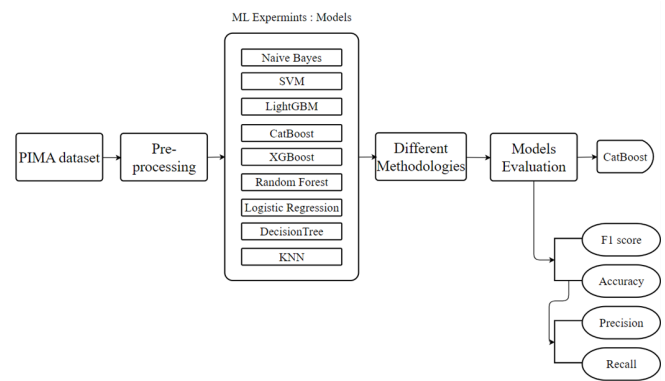 ML Expermints : Models
Naive Bayes
SVM
LightGBM
CatBoost
XGBoost
Random Forest
Logistic Regression
DecisionTree
KNN
PIMA dataset
Pre-
processing
Different
Methodologies
Models
Evaluation
CatBoost
F1 score
Accuracy
Precision
Recall